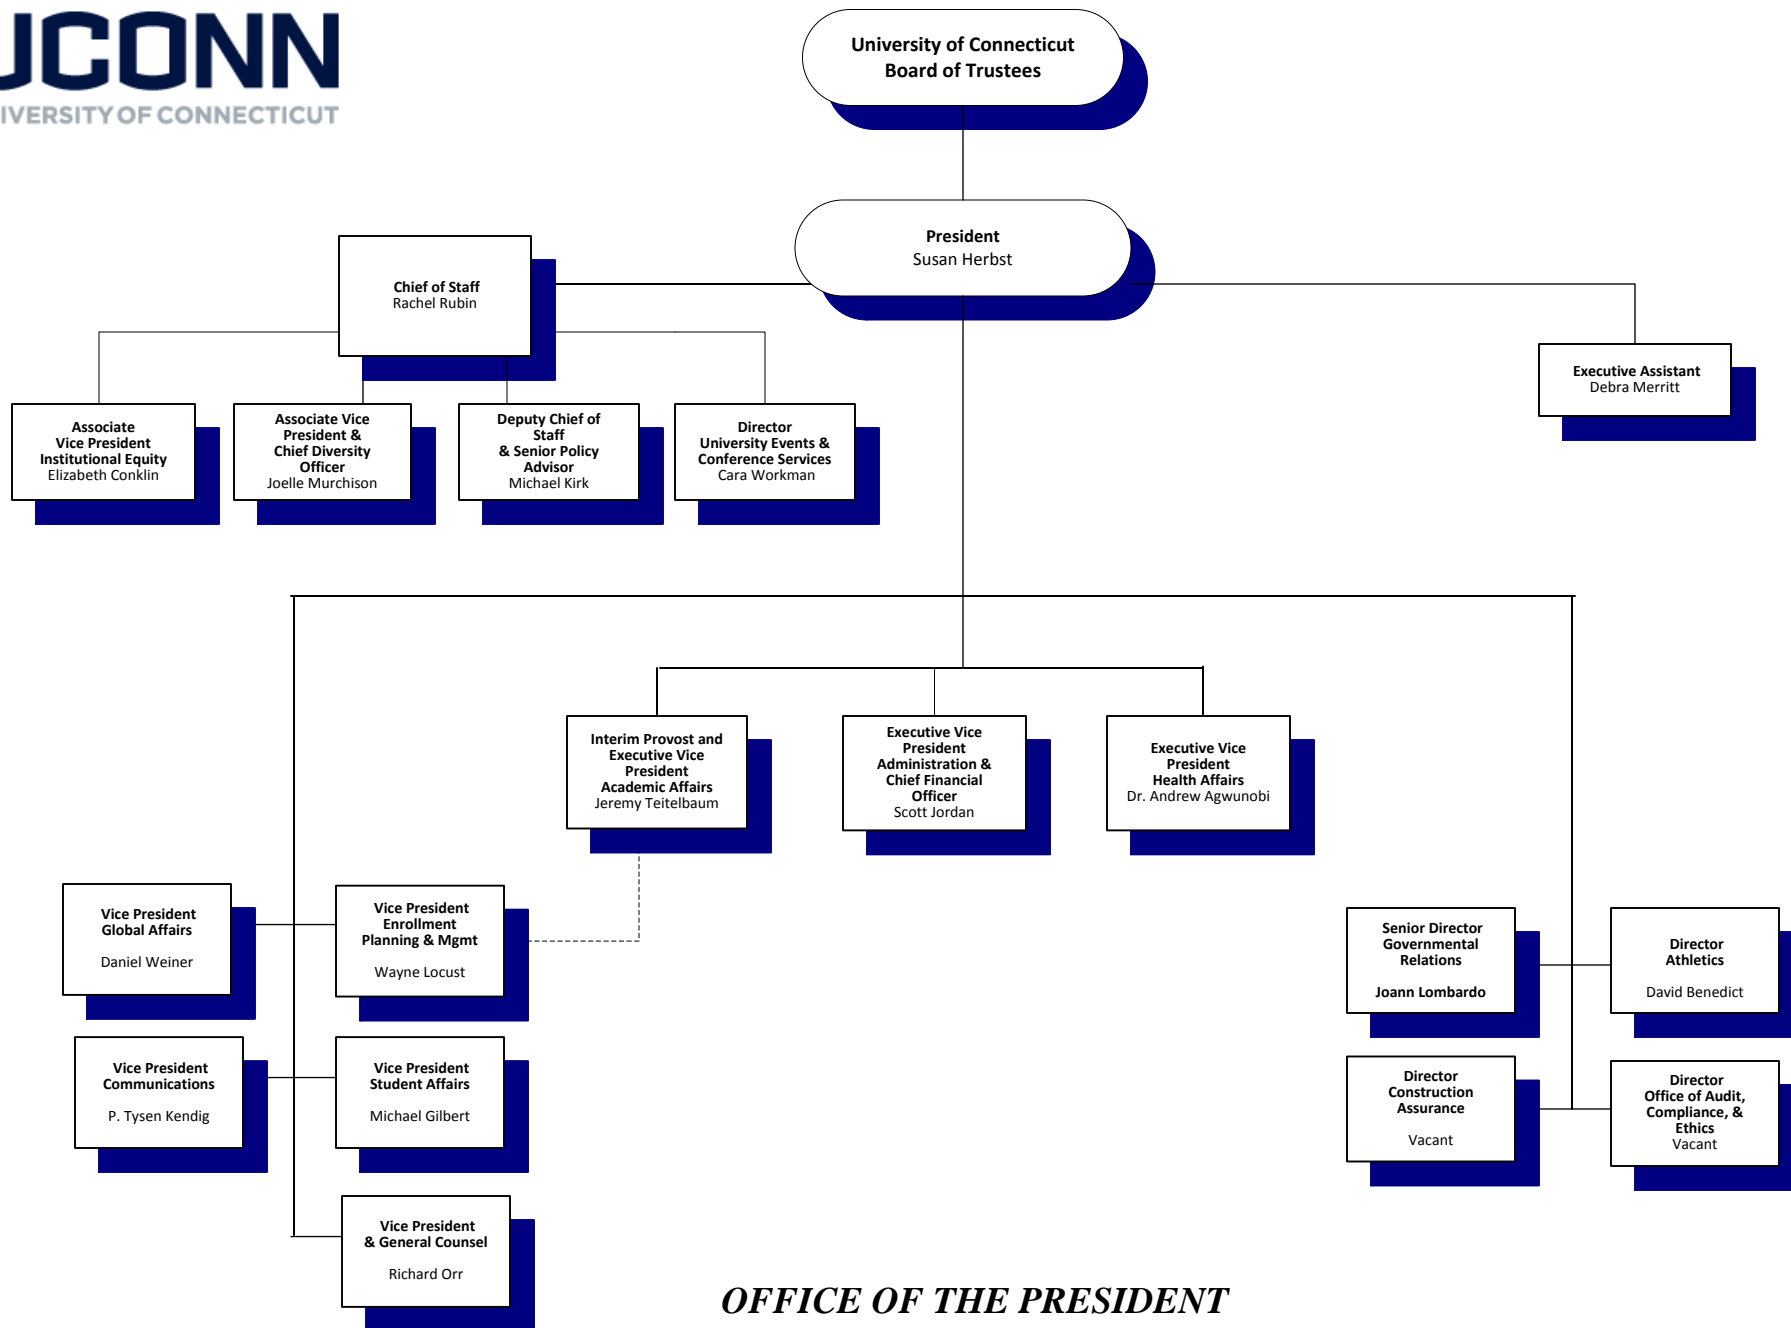 UCONN
IVERSITY OF CONNECTICUT
University of Connecticut
Board of Trustees
President
Susan Herbst
Chief of Staff
Rachel Rubin
Executive Assistant
Debra Merritt
Associate
Vice President
Institutional Equity
Elizabeth Conklin
Associate Vice
President &
Chief Diversity
Officer
Joelle Murchison
Deputy Chief of
Staff
& Senior Policy
Advisor
Michael Kirk
Director
University Events &
Conference Services
Cara Workman
Interim Provost and
Executive Vice
President
Academic Affairs
Jeremy Teitelbaum
Executive Vice
President
Administration &
Chief Financial
Officer
Scott Jordan
Executive Vice
President
Health Affairs
Dr. Andrew Agwunobi
Vice President
Global Affairs
Daniel Weiner
Vice President
Enrollment
Planning & Mgmt
Wayne Locust
Senior Director
Governmental
Relations
Joann Lombardo
Director
Athletics
David Benedict
Vice President
Communications
P. Tysen Kendig
Vice President
Student Affairs
Michael Gilbert
Director
Construction
Assurance
Vacant
Director
Office of Audit,
Compliance, &
Ethics
Vacant
Vice President
& General Counsel
Richard Orr
OFFICE OF THE PRESIDENT